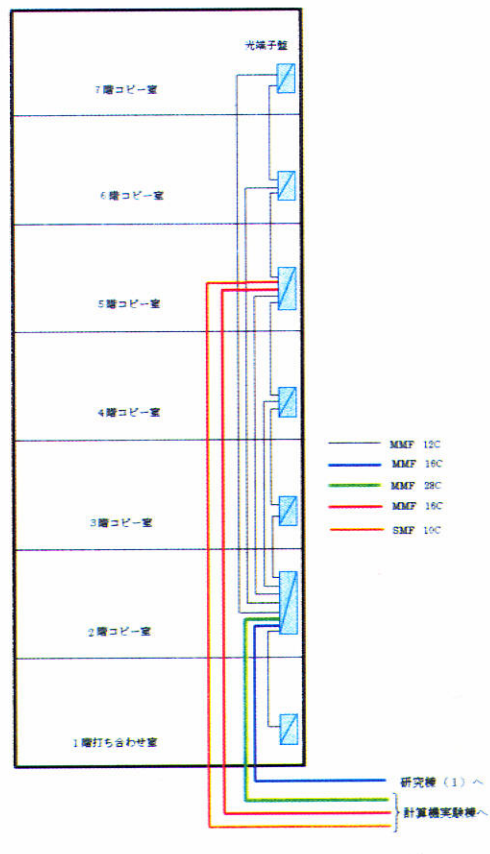 光端子盤
7階コピー室
6階コピー室
5階コピー室
4階コピー室
MMF 12C
MMF 16C
MMF 28C
MMF 16C
SMF 10C
3階コピー室
2階コピー室
1階打ち合わせ室
研究棟(1)へ
計算機実験棟へ